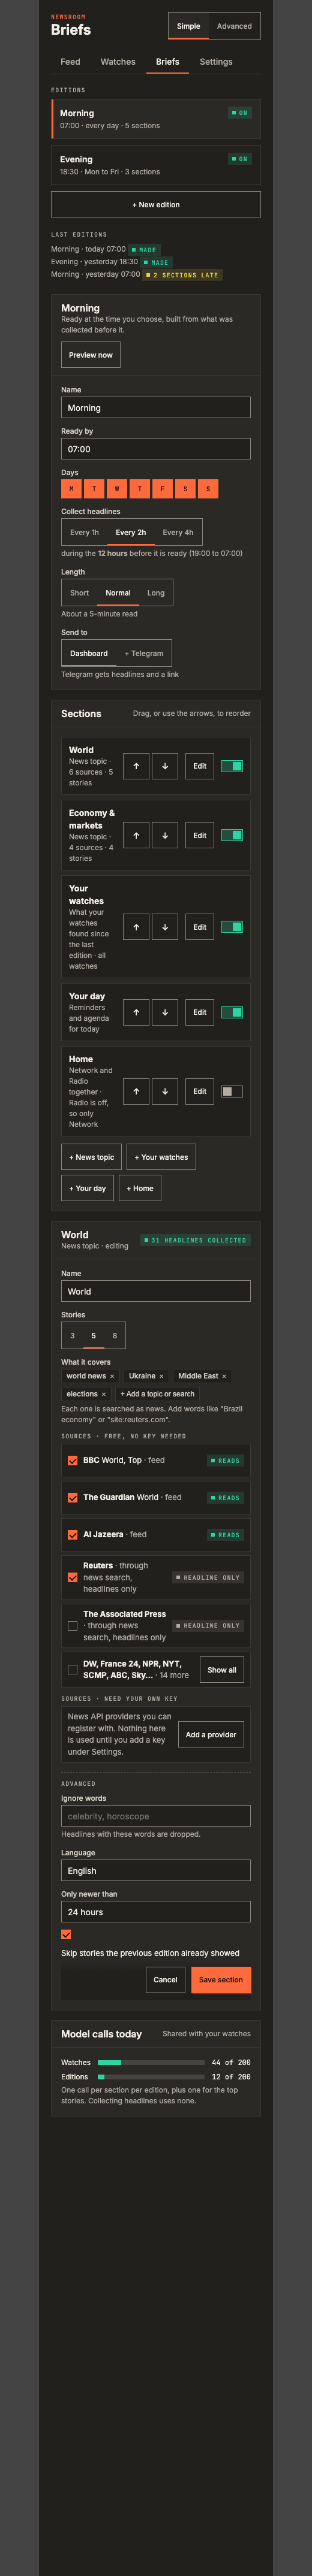 NEWSROOM
Briefs
Simple Advanced
Feed Watches Briefs Settings
EDITIONS
Morning
ON
07:00 · every day · 5 sections
Evening
ON
18:30 · Mon to Fri · 3 sections
+ New edition
LAST EDITIONS
Morning · today 07:00 MADE
Evening · yesterday 18:30 MADE
Morning · yesterday 07:00 2 SECTIONS LATE
Morning
Ready at the time you choose, built from what was
collected before it.
Preview now
Name
Morning
Ready by
07:00
Days
M T W T F S S
Collect headlines
Every 1h Every 2h Every 4h
during the 12 hours before it is ready (19:00 to 07:00)
Length
Short Normal Long
About a 5-minute read
Send to
Dashboard + Telegram
Telegram gets headlines and a link
Sections
Drag, or use the arrows, to reorder
World
News topic ·
6 sources · 5
stories
↑ ↓ Edit
Economy &
markets
News topic ·
4 sources · 4
stories
↑ ↓ Edit
Your
watches
What your
watches
found since
the last
edition · all
watches
↑ ↓ Edit
Your day
Reminders
and agenda
for today
↑ ↓ Edit
Home
Network and
Radio
together ·
Radio is off,
so only
Network
↑ ↓ Edit
+ News topic + Your watches
+ Your day + Home
World
News topic · editing
31 HEADLINES COLLECTED
Name
World
Stories
3 5 8
What it covers
world news × Ukraine × Middle East ×
elections × + Add a topic or search
Each one is searched as news. Add words like "Brazil
economy" or "site:reuters.com".
SOURCES · FREE, NO KEY NEEDED
BBC World, Top · feed READS
The Guardian World · feed READS
Al Jazeera · feed READS
Reuters · through
news search,
headlines only
HEADLINE ONLY
The Associated Press
· through news
search, headlines only
HEADLINE ONLY
DW, France 24, NPR, NYT,
SCMP, ABC, Sky… · 14 more
Show all
SOURCES · NEED YOUR OWN KEY
News API providers you can
register with. Nothing here
is used until you add a key
under Settings.
Add a provider
ADVANCED
Ignore words
celebrity, horoscope
Headlines with these words are dropped.
Language
English
Only newer than
24 hours
Skip stories the previous edition already showed
Cancel Save section
Model calls today
Shared with your watches
Watches 44 of 200
Editions 12 of 200
One call per section per edition, plus one for the top
stories. Collecting headlines uses none.